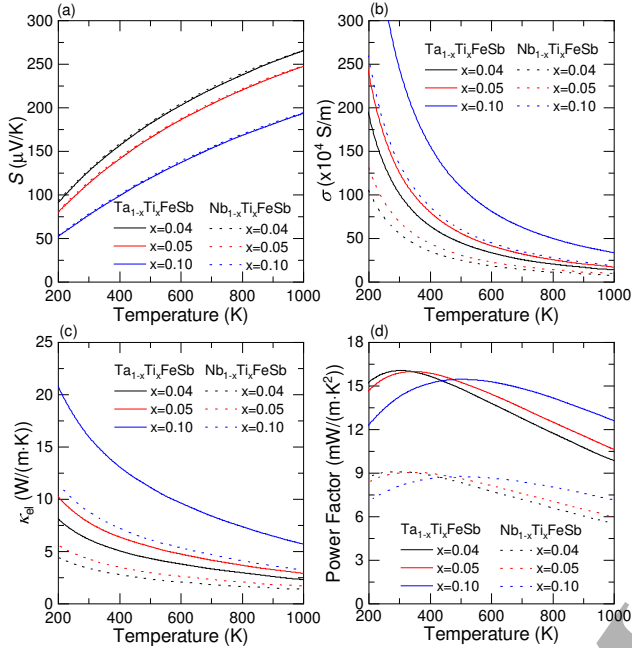 (a)
300
250
200
150
100
50
0
S (μV/K)
Ta1-xTixFeSb Nb1-xTixFeSb
x=0.04 x=0.04
x=0.05 x=0.05
x=0.10 x=0.10
200 400 600 800 1000
Temperature (K)
(b)
300
250
200
150
100
50
0
σ (x10⁴ S/m)
Ta1-xTixFeSb Nb1-xTixFeSb
x=0.04 x=0.04
x=0.05 x=0.05
x=0.10 x=0.10
200 400 600 800 1000
Temperature (K)
(c)
25
20
15
10
5
0
κel (W/(m·K))
Ta1-xTixFeSb Nb1-xTixFeSb
x=0.04 x=0.04
x=0.05 x=0.05
x=0.10 x=0.10
200 400 600 800 1000
Temperature (K)
(d)
18
15
12
9
6
3
0
Power Factor (mW/(m·K²))
Ta1-xTixFeSb Nb1-xTixFeSb
x=0.04 x=0.04
x=0.05 x=0.05
x=0.10 x=0.10
200 400 600 800 1000
Temperature (K)